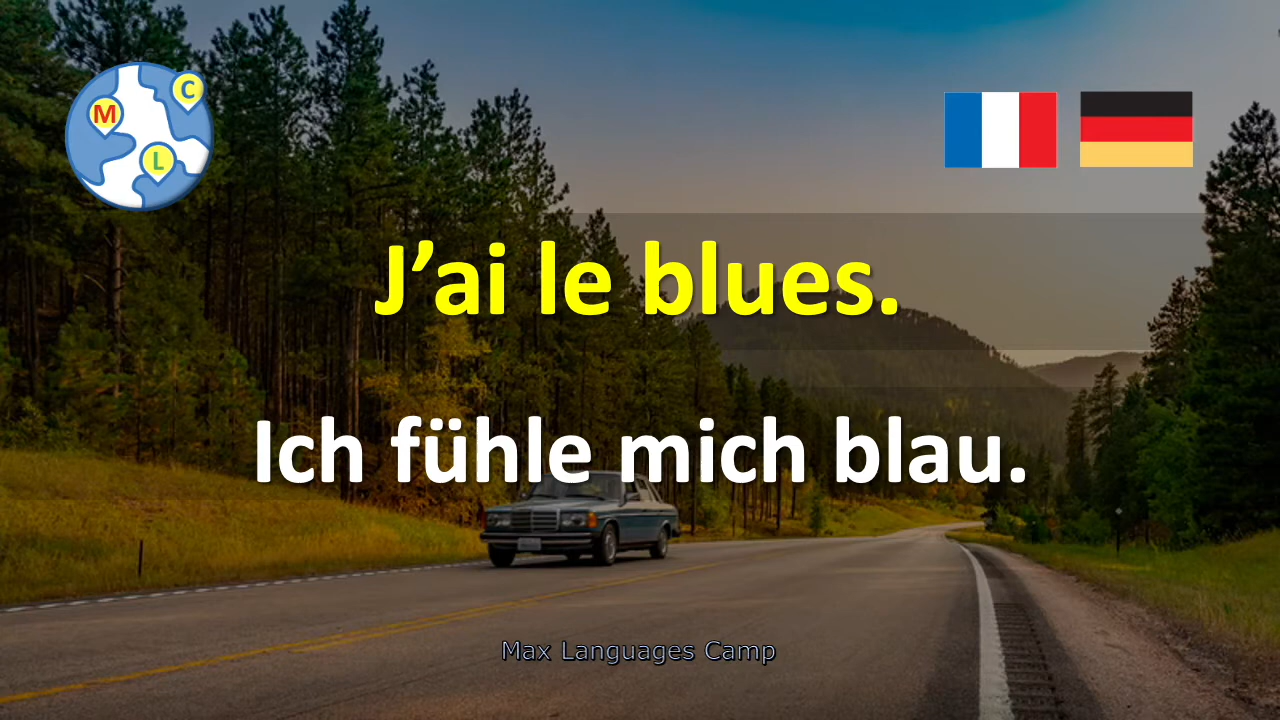 M
C
L
J’ai le blues.
Ich fühle mich blau.
Max Languages Camp